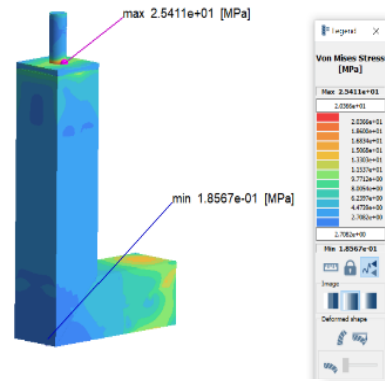 max 2.5411e+01 [MPa]
min 1.8567e-01 [MPa]
Legend
Von Mises Stress
[MPa]
Max 2.5411e+01
2.0366e+01
2.0366e+01
1.8600e+01
1.6834e+01
1.5068e+01
1.3303e+01
1.1537e+01
9.7712e+00
8.0054e+00
6.2397e+00
4.4739e+00
2.7082e+00
2.7082e+00
Min 1.8567e-01
Image
Deformed shape